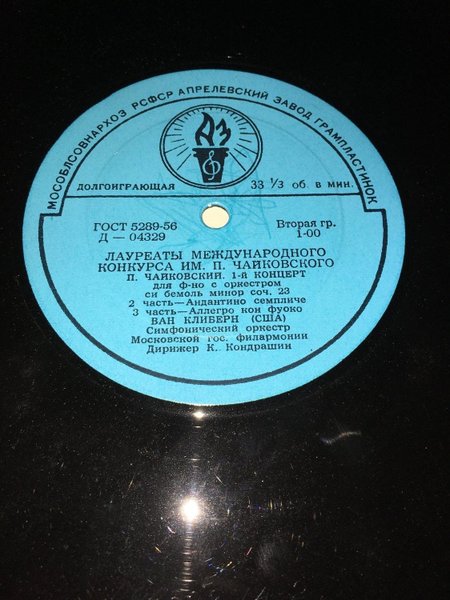 МОСОБЛСОВНАРХОЗ РСФСР АПРЕЛЕВСКИЙ ЗАВОД ГРАМПЛАСТИНОК
АЗ
ДОЛГОИГРАЮЩАЯ 33 1/3 об. в мин.
ГОСТ 5289-56 Вторая гр.
Д — 04329 1-00
ЛАУРЕАТЫ МЕЖДУНАРОДНОГО
КОНКУРСА ИМ. П. ЧАЙКОВСКОГО
П. ЧАЙКОВСКИЙ. 1-й КОНЦЕРТ
для ф-но с оркестром
си бемоль минор соч. 23
2 часть—Андантино семпличе
3 часть—Аллегро кон фуоко
ВАН КЛИБЕРН (США)
Симфонический оркестр
Московской гос. филармонии
Дирижер К. Кондрашин